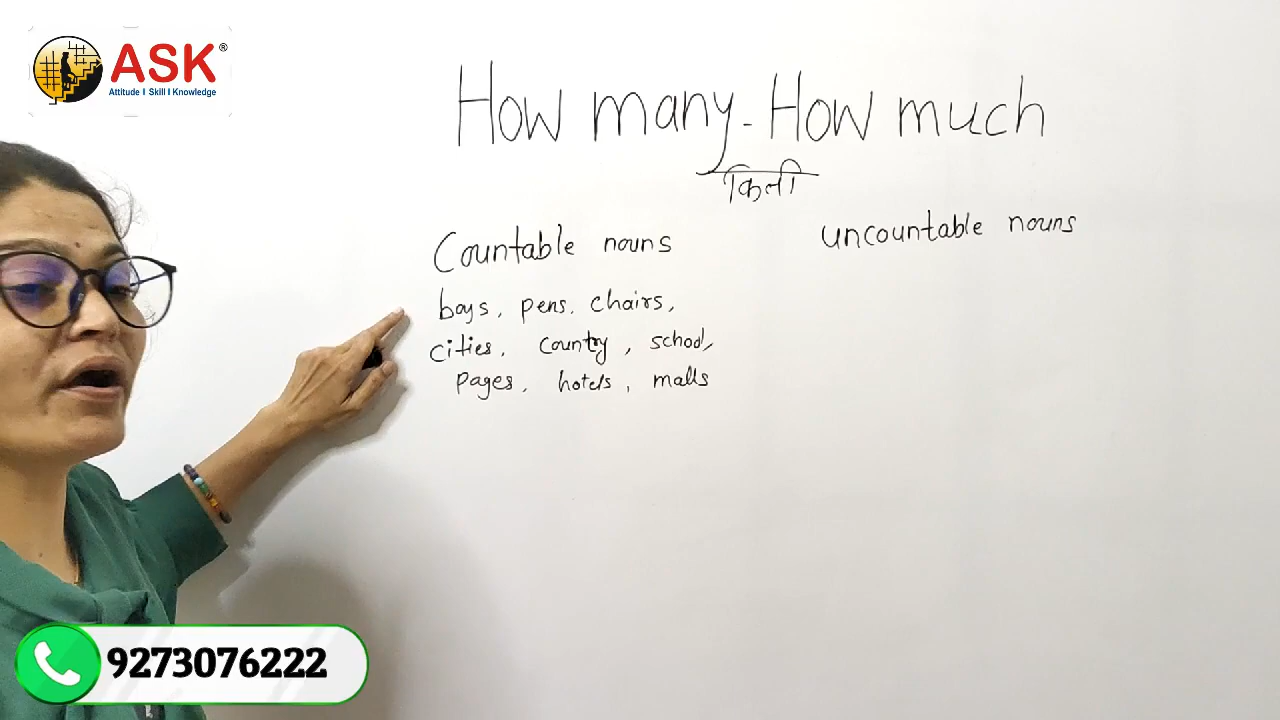 ASK®
Attitude I Skill I Knowledge
How many - How much
किती
Countable nouns
uncountable nouns
boys, pens, chairs,
cities, country, school,
pages, hotels, malls
9273076222